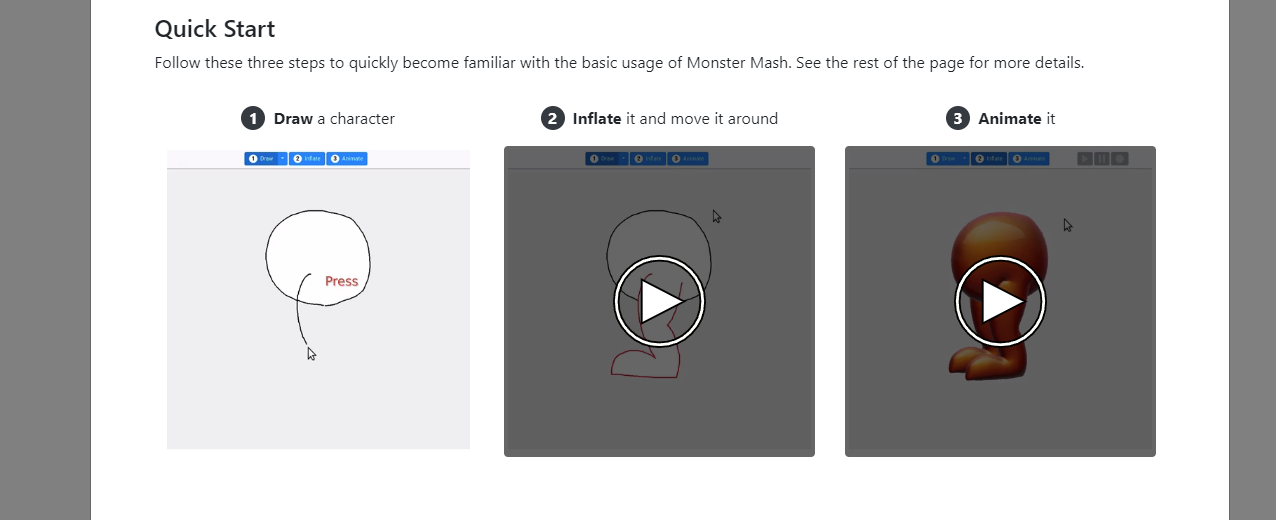 Quick Start
Follow these three steps to quickly become familiar with the basic usage of Monster Mash. See the rest of the page for more details.
1 Draw a character
2 Inflate it and move it around
3 Animate it
1 Draw 2 Inflate 3 Animate
1 Draw 2 Inflate 3 Animate
1 Draw 2 Inflate 3 Animate
Press